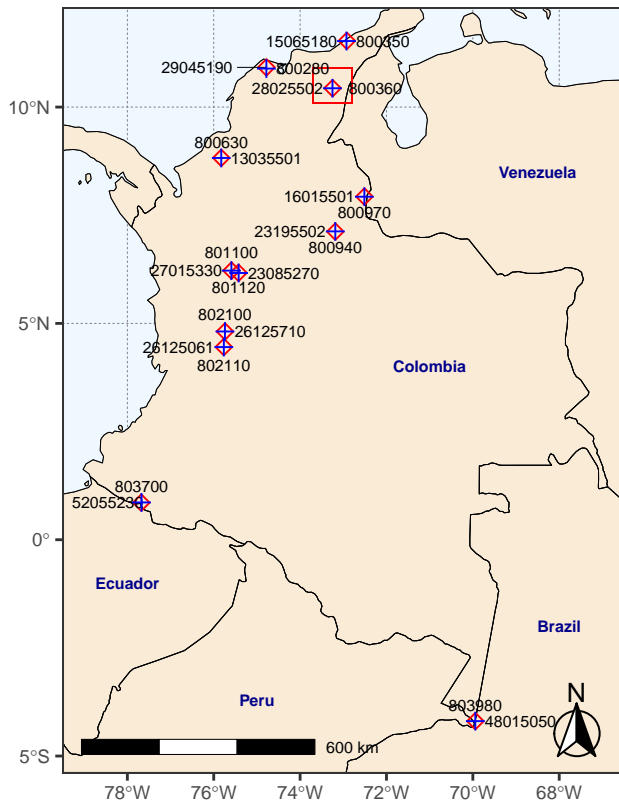 15065180 800350
29045190 800280
28025502 800360
10°N
800630
13035501
Venezuela
16015501
800970
23195502
800940
801100
27015330 23085270
801120
802100
5°N
26125710
26125061
802110
Colombia
803700
52055230
0°
Ecuador
Brazil
N
Peru
803980
48015050
600 km
5°S
78°W 76°W 74°W 72°W 70°W 68°W